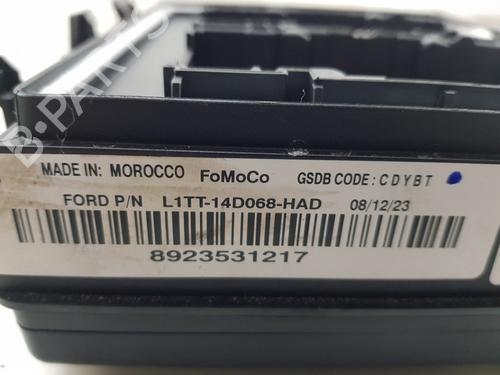 B-PARTS
MADE IN: MOROCCO FoMoCo GSDB CODE: CDYBT
FORD P/N L1TT-14D068-HAD 08/12/23
8923531217